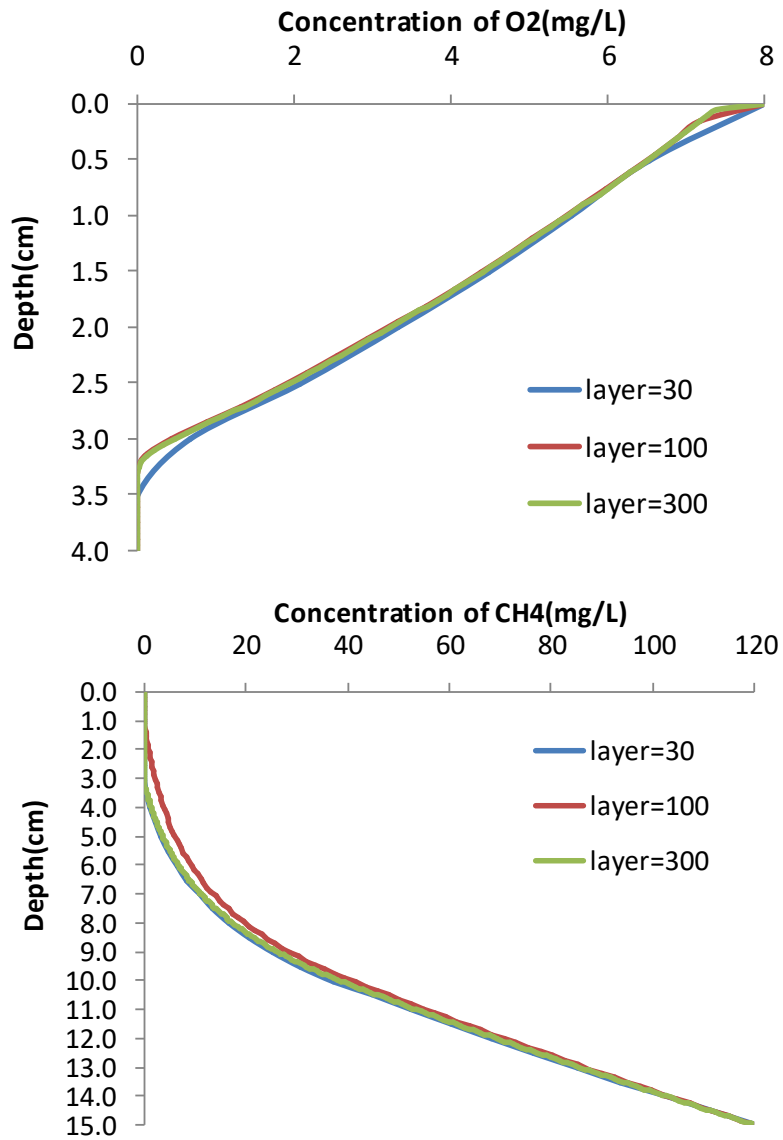 Concentration of O2(mg/L)
0 2 4 6 8
0.0
0.5
1.0
1.5
2.0
2.5
3.0
3.5
4.0
Depth(cm)
layer=30
layer=100
layer=300
Concentration of CH4(mg/L)
0 20 40 60 80 100 120
0.0
1.0
2.0
3.0
4.0
5.0
6.0
7.0
8.0
9.0
10.0
11.0
12.0
13.0
14.0
15.0
Depth(cm)
layer=30
layer=100
layer=300